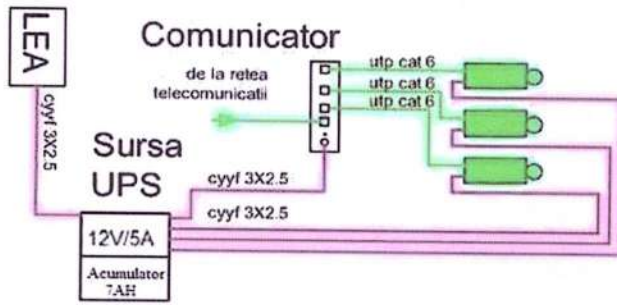 LEA
Comunicator
de la retea
telecomunicatii
utp cat 6
utp cat 6
utp cat 6
cyyf 3X2.5
Sursa
UPS
cyyf 3X2.5
cyyf 3X2.5
12V/5A
Acumulator
7AH